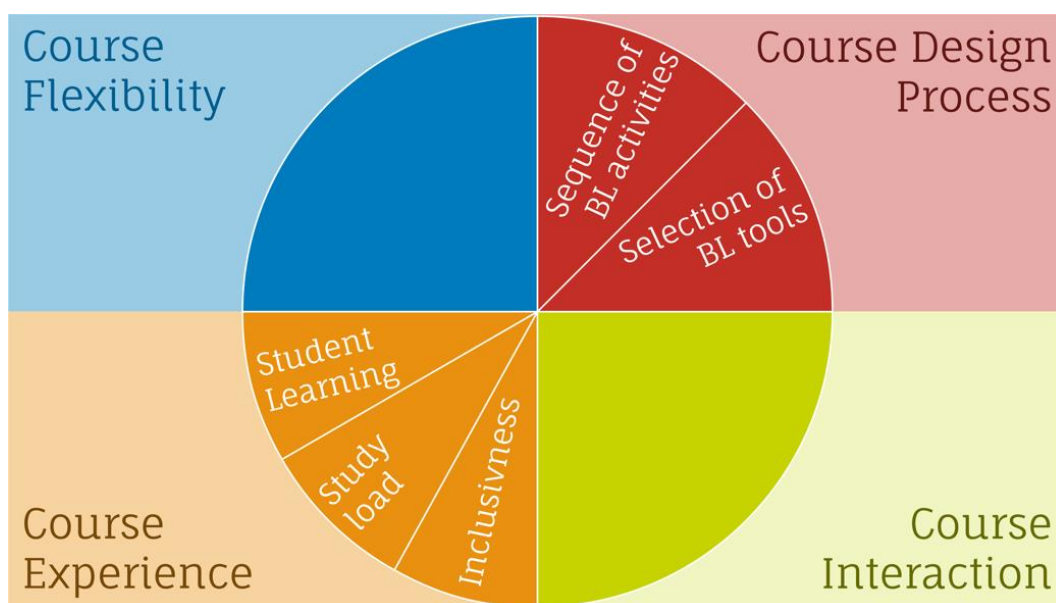 Course
Flexibility
Course Design
Process
Sequence of
BL activities
Selection of
BL tools
Student
Learning
Study
load
Inclusivness
Course
Experience
Course
Interaction